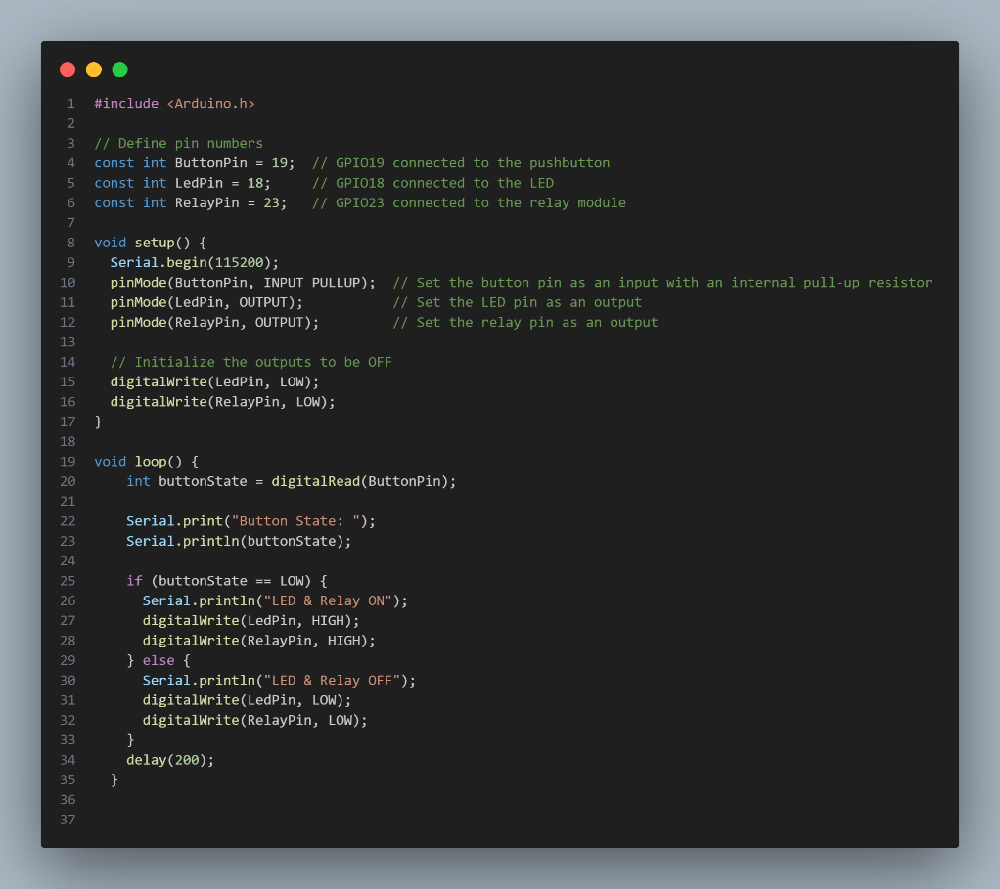 1 #include <Arduino.h>
2
3 // Define pin numbers
4 const int ButtonPin = 19;  // GPIO19 connected to the pushbutton
5 const int LedPin = 18;     // GPIO18 connected to the LED
6 const int RelayPin = 23;   // GPIO23 connected to the relay module
7
8 void setup() {
9   Serial.begin(115200);
10   pinMode(ButtonPin, INPUT_PULLUP);  // Set the button pin as an input with an internal pull-up resistor
11   pinMode(LedPin, OUTPUT);           // Set the LED pin as an output
12   pinMode(RelayPin, OUTPUT);         // Set the relay pin as an output
13
14   // Initialize the outputs to be OFF
15   digitalWrite(LedPin, LOW);
16   digitalWrite(RelayPin, LOW);
17 }
18
19 void loop() {
20     int buttonState = digitalRead(ButtonPin);
21
22     Serial.print("Button State: ");
23     Serial.println(buttonState);
24
25     if (buttonState == LOW) {
26       Serial.println("LED & Relay ON");
27       digitalWrite(LedPin, HIGH);
28       digitalWrite(RelayPin, HIGH);
29     } else {
30       Serial.println("LED & Relay OFF");
31       digitalWrite(LedPin, LOW);
32       digitalWrite(RelayPin, LOW);
33     }
34     delay(200);
35   }
36
37